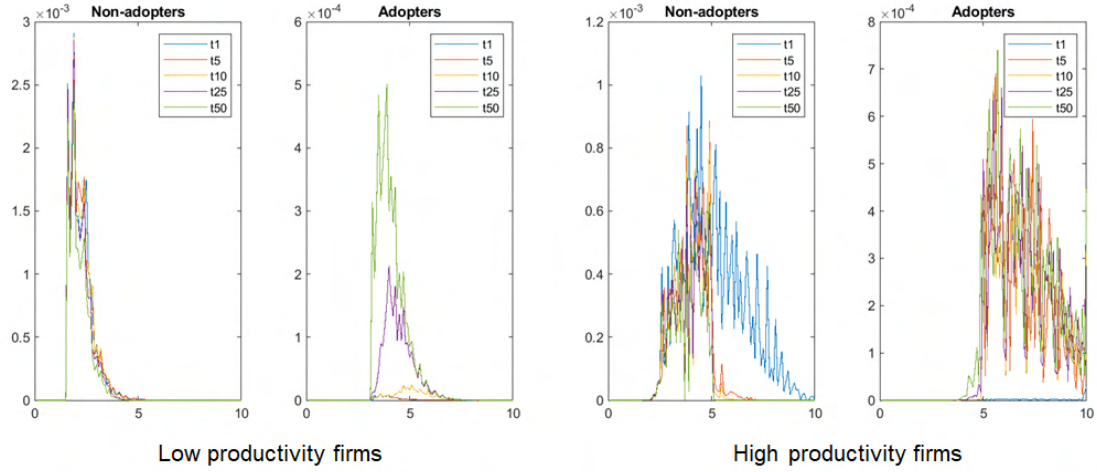 ×10⁻³
Non-adopters
3
2.5
2
1.5
1
0.5
0
0
5
10
t1
t5
t10
t25
t50
×10⁻⁴
Adopters
6
5
4
3
2
1
0
0
5
10
t1
t5
t10
t25
t50
Low productivity firms
×10⁻³
Non-adopters
1.2
1
0.8
0.6
0.4
0.2
0
0
5
10
t1
t5
t10
t25
t50
×10⁻⁴
Adopters
8
7
6
5
4
3
2
1
0
0
5
10
t1
t5
t10
t25
t50
High productivity firms